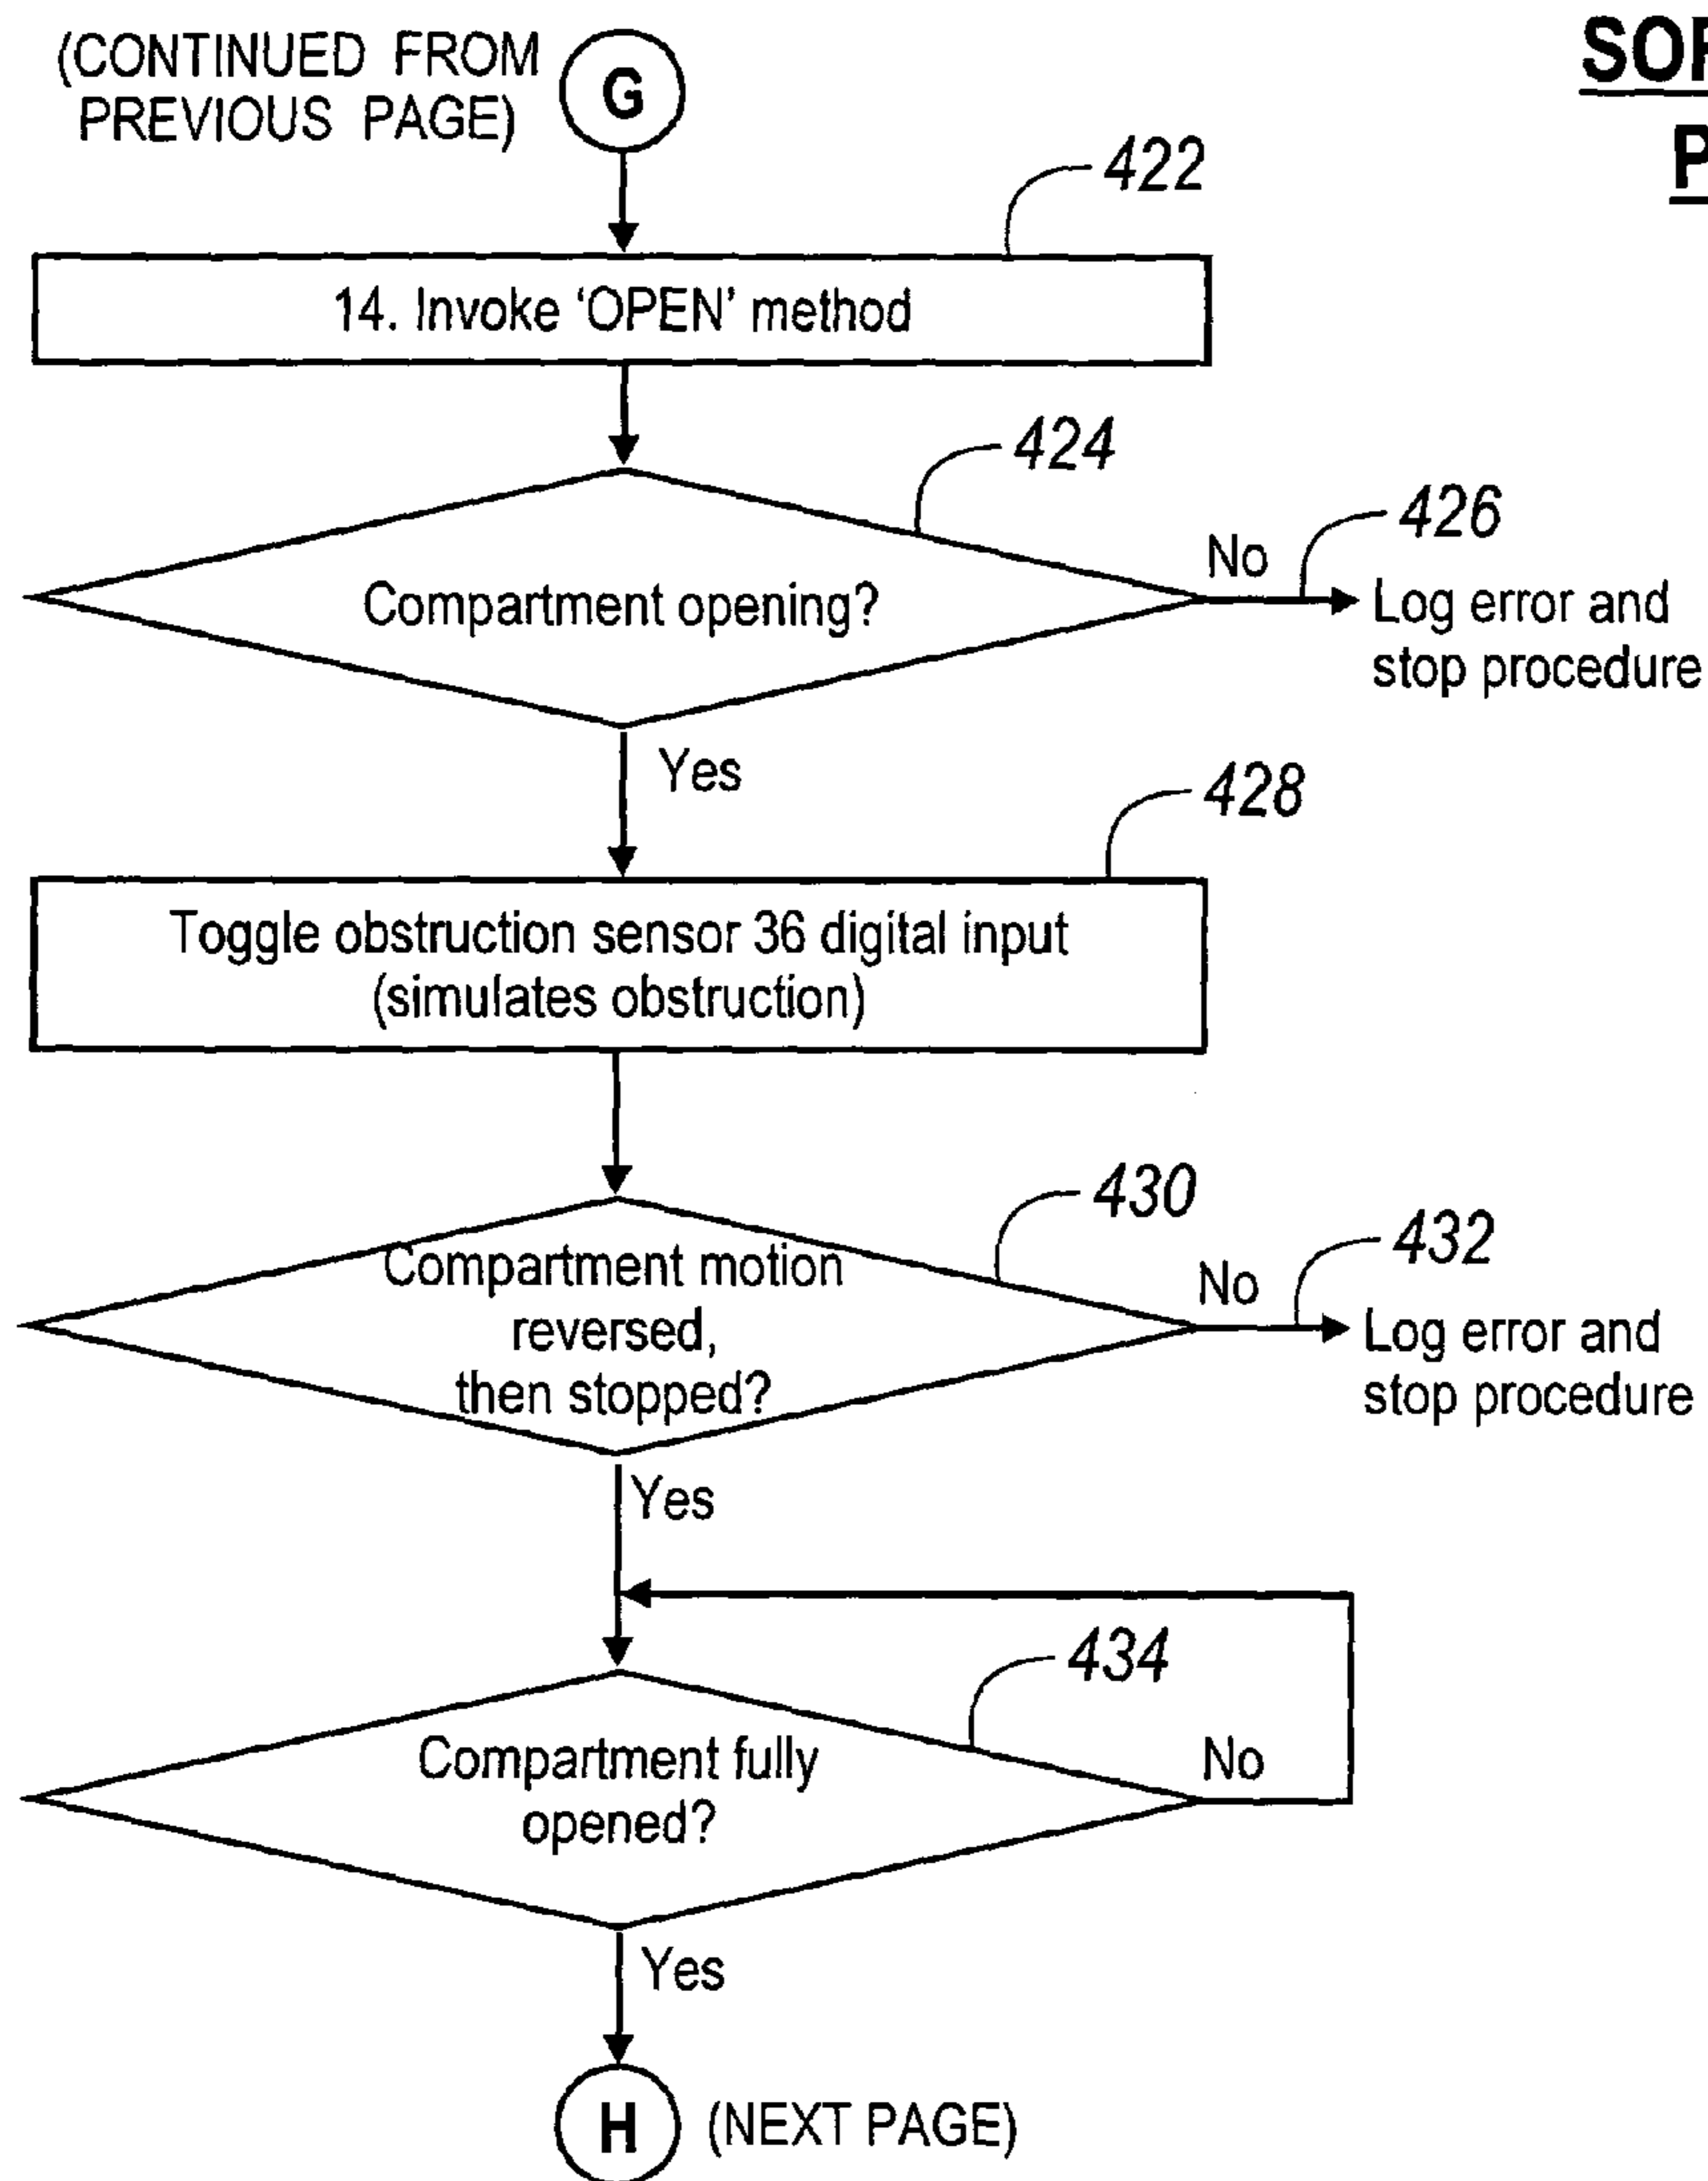 (CONTINUED FROM
PREVIOUS PAGE)
G
422
14. Invoke ‘OPEN’ method
424
Compartment opening?
No
426
Log error and
stop procedure
Yes
428
Toggle obstruction sensor 36 digital input
(simulates obstruction)
430
Compartment motion
reversed,
then stopped?
No
432
Log error and
stop procedure
Yes
434
Compartment fully
opened?
No
Yes
H
(NEXT PAGE)